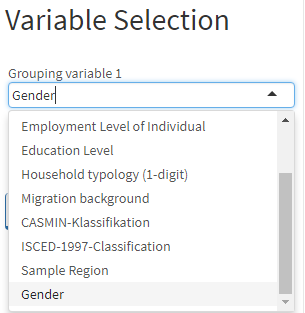 Variable Selection
Grouping variable 1
Gender
Employment Level of Individual
Education Level
Household typology (1-digit)
Migration background
CASMIN-Klassifikation
ISCED-1997-Classification
Sample Region
Gender